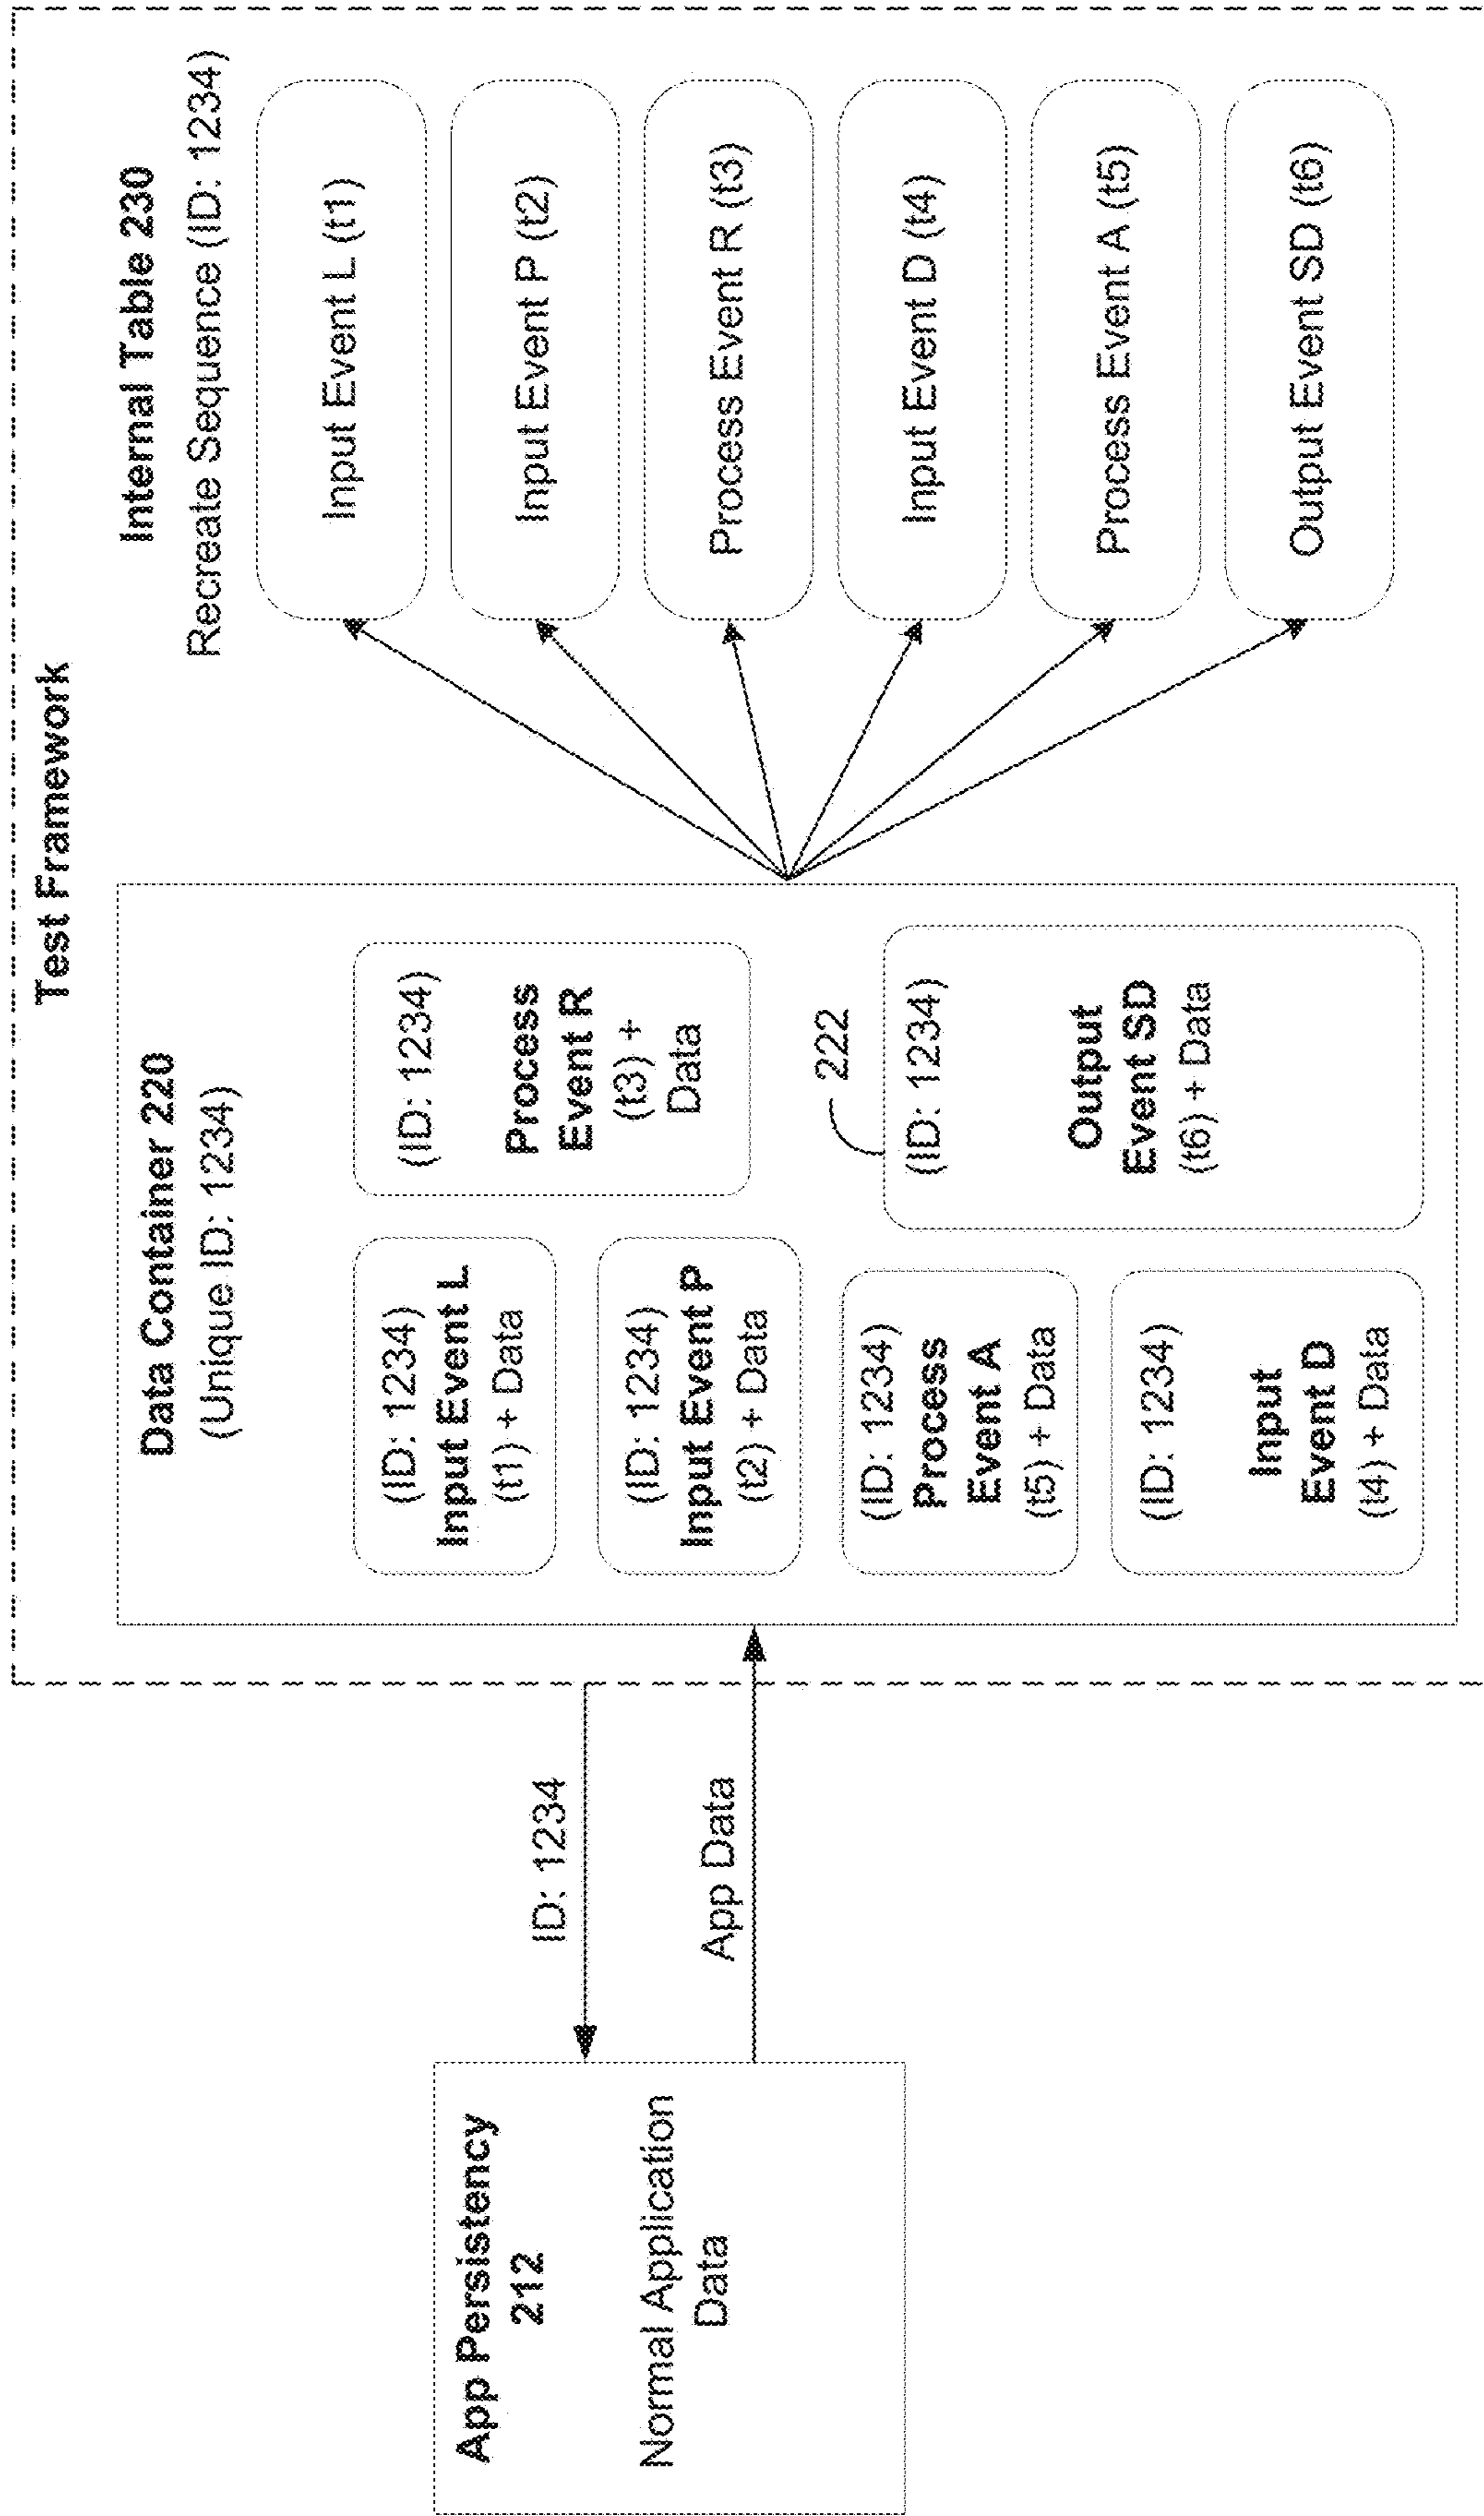 Test Framework
App Persistency
212
Normal Application
Data
ID: 1234
App Data
Data Container 220
(Unique ID: 1234)
(ID: 1234)
Input Event L
(t1) + Data
(ID: 1234)
Process
Event R
(t3) +
Data
(ID: 1234)
Input Event P
(t2) + Data
222
(ID: 1234)
Process
Event A
(t5) + Data
(ID: 1234)
Output
Event SD
(t6) + Data
(ID: 1234)
Input
Event D
(t4) + Data
Internal Table 230
Recreate Sequence (ID: 1234)
Input Event L (t1)
Input Event P (t2)
Process Event R (t3)
Input Event D (t4)
Process Event A (t5)
Output Event SD (t6)